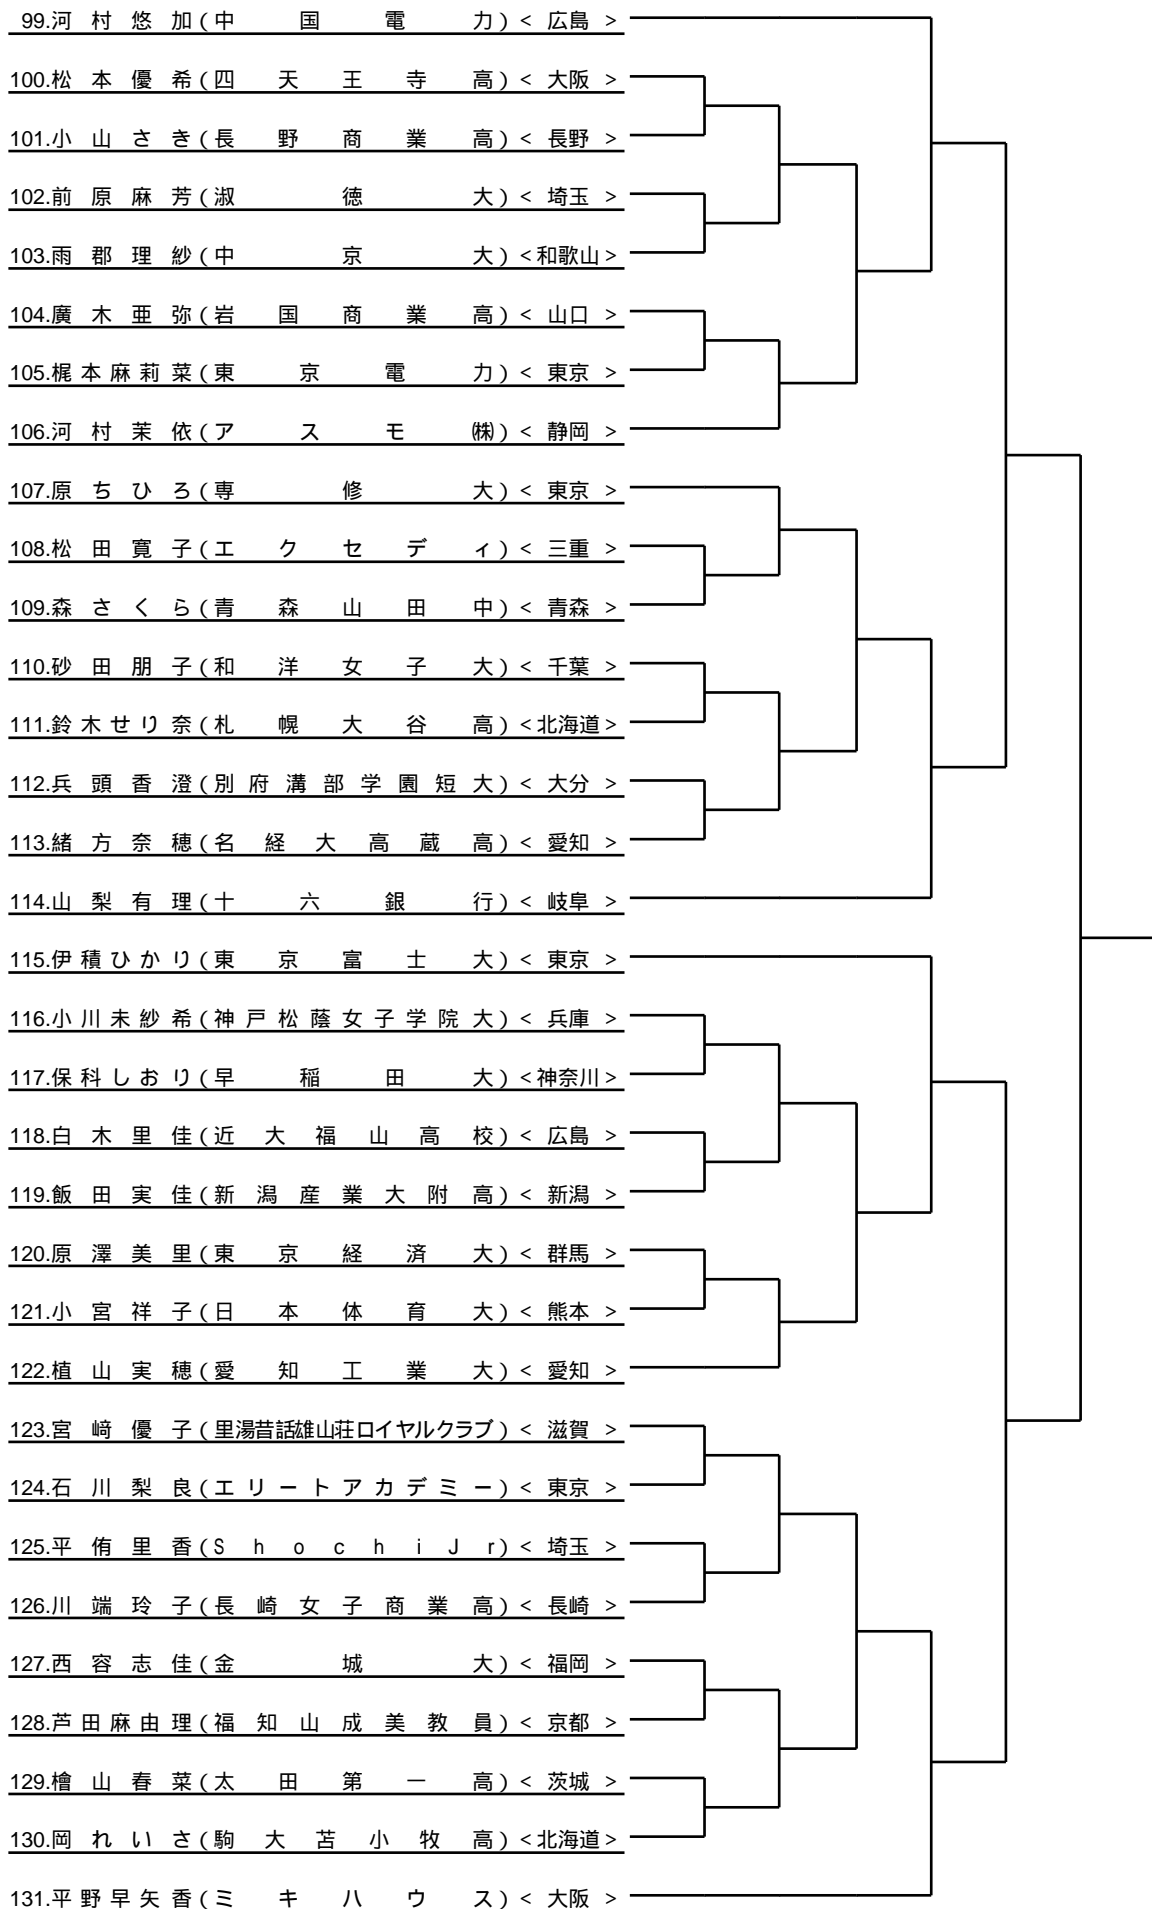 99.河村悠加(中国電力)< 広島 >
100.松本優希(四天王寺高)< 大阪 >
101.小山さき(長野商業高)< 長野 >
102.前原麻芳(淑徳大)< 埼玉 >
103.雨郡理紗(中京大)<和歌山>
104.廣木亜弥(岩国商業高)< 山口 >
105.梶本麻莉菜(東京電力)< 東京 >
106.河村茉依(アスモ㈱)< 静岡 >
107.原ちひろ(専修大)< 東京 >
108.松田寛子(エクセディ)< 三重 >
109.森さくら(青森山田中)< 青森 >
110.砂田朋子(和洋女子大)< 千葉 >
111.鈴木せり奈(札幌大谷高)<北海道>
112.兵頭香澄(別府溝部学園短大)< 大分 >
113.緒方奈穂(名経大高蔵高)< 愛知 >
114.山梨有理(十六銀行)< 岐阜 >
115.伊積ひかり(東京富士大)< 東京 >
116.小川未紗希(神戸松蔭女子学院大)< 兵庫 >
117.保科しおり(早稲田大)<神奈川>
118.白木里佳(近大福山高校)< 広島 >
119.飯田実佳(新潟産業大附高)< 新潟 >
120.原澤美里(東京経済大)< 群馬 >
121.小宮祥子(日本体育大)< 熊本 >
122.植山実穂(愛知工業大)< 愛知 >
123.宮﨑優子(里湯昔話雄山荘ロイヤルクラブ)< 滋賀 >
124.石川梨良(エリートアカデミー)< 東京 >
125.平侑里香(ShochiJr)< 埼玉 >
126.川端玲子(長崎女子商業高)< 長崎 >
127.西容志佳(金城大)< 福岡 >
128.芦田麻由理(福知山成美教員)< 京都 >
129.檜山春菜(太田第一高)< 茨城 >
130.岡れいさ(駒大苫小牧高)<北海道>
131.平野早矢香(ミキハウス)< 大阪 >